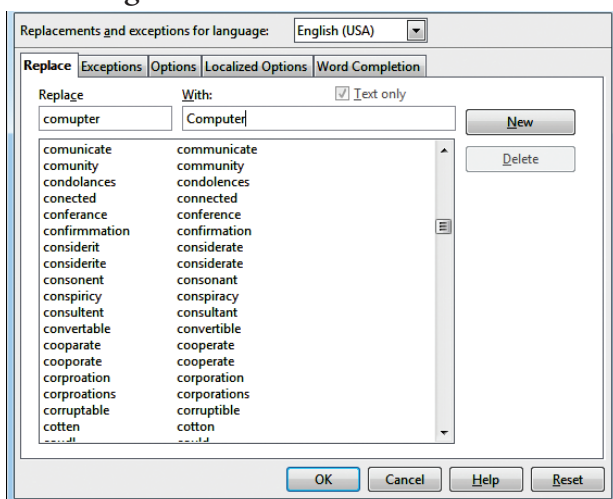 Replacements and exceptions for language: English (USA)
Replace Exceptions Options Localized Options Word Completion
Replace With: Text only
comupter Computer New
comunicate communicate
Delete
comunity community
condolances condolences
conected connected
conferance conference
confirmmation confirmation
considerit considerate
considerite considerate
consonent consonant
conspiricy conspiracy
consultent consultant
convertable convertible
cooparate cooperate
cooporate cooperate
corproation corporation
corproations corporations
corruptable corruptible
cotten cotton
OK Cancel Help Reset